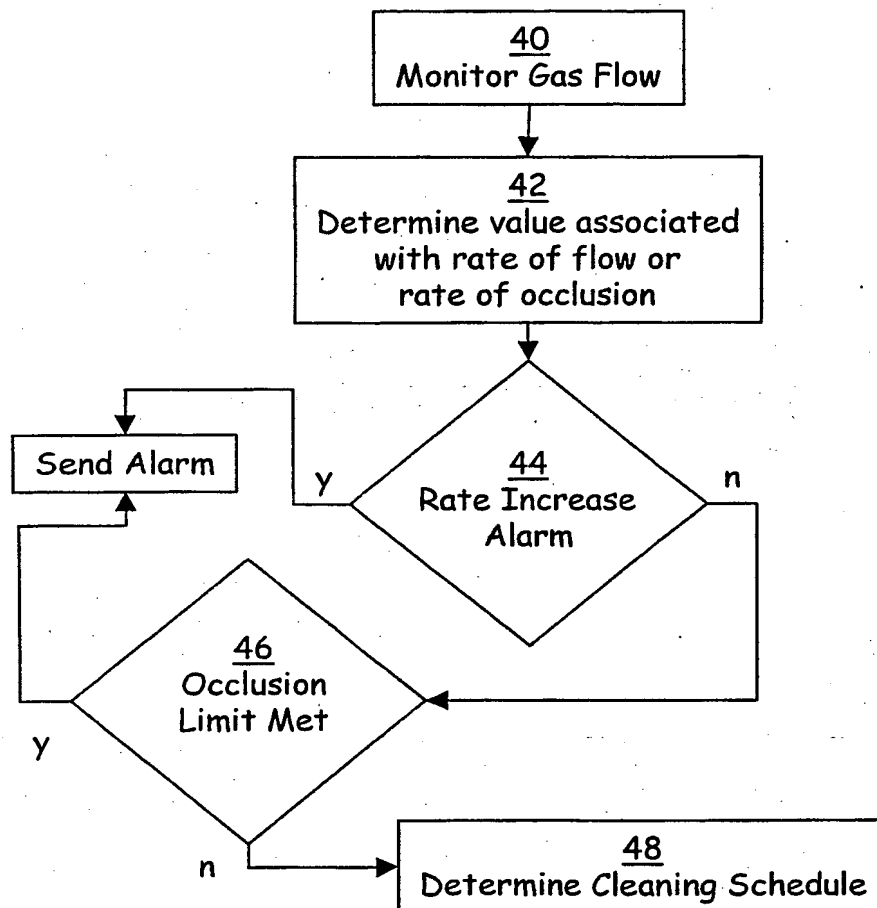 40
Monitor Gas Flow
42
Determine value associated
with rate of flow or
rate of occlusion
Send Alarm
y
44
Rate Increase
Alarm
n
46
Occlusion
Limit Met
y
n
48
Determine Cleaning Schedule